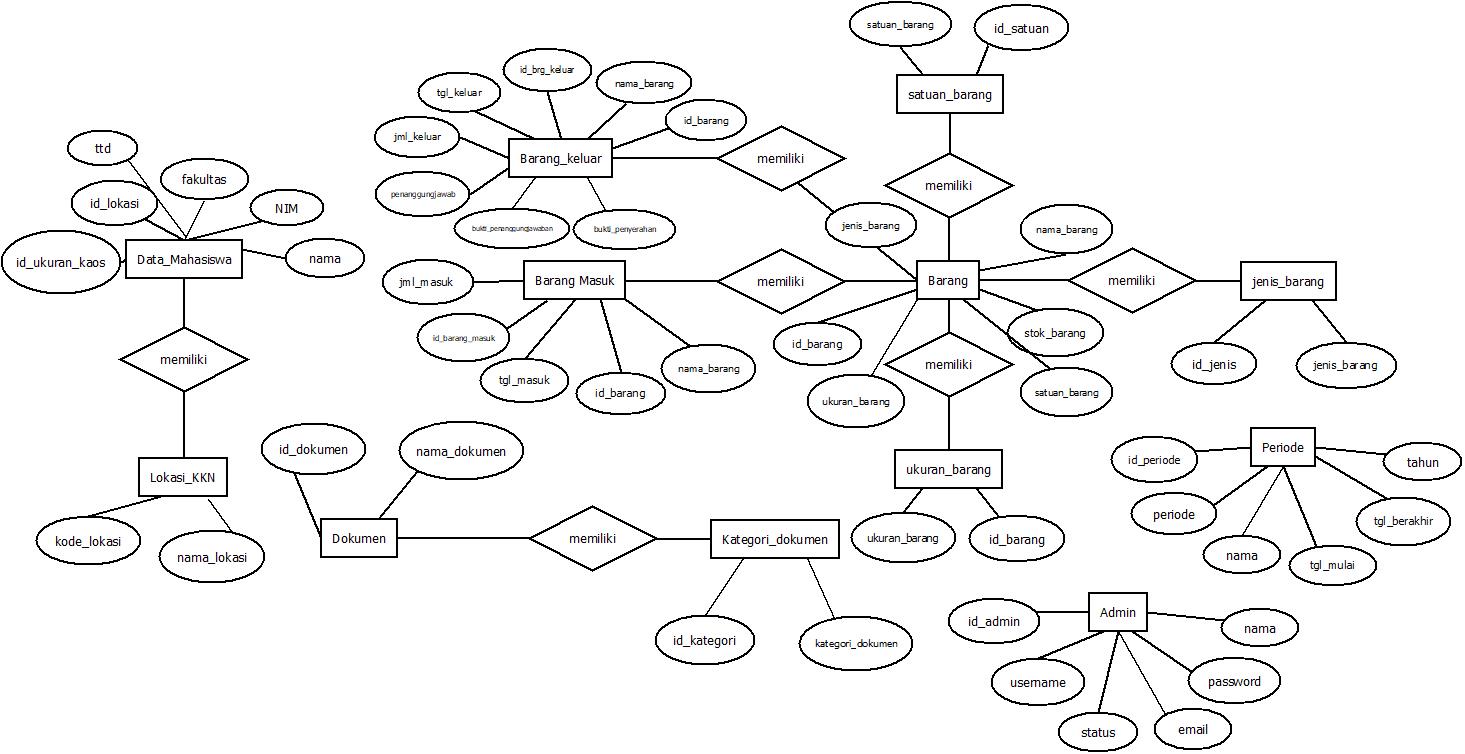 satuan_barang
id_satuan
satuan_barang
memiliki
id_brg_keluar
tgl_keluar
nama_barang
id_barang
jml_keluar
Barang_keluar
penanggungjawab
bukti_penanggungjawaban
bukti_penyerahan
memiliki
ttd
fakultas
id_lokasi
NIM
id_ukuran_kaos
Data_Mahasiswa
nama
memiliki
Lokasi_KKN
kode_lokasi
nama_lokasi
jml_masuk
Barang Masuk
id_barang_masuk
tgl_masuk
id_barang
nama_barang
memiliki
jenis_barang
nama_barang
Barang
id_barang
stok_barang
ukuran_barang
satuan_barang
memiliki
jenis_barang
id_jenis
jenis_barang
memiliki
ukuran_barang
ukuran_barang
id_barang
id_dokumen
nama_dokumen
Dokumen
memiliki
Kategori_dokumen
id_kategori
kategori_dokumen
Periode
id_periode
tahun
periode
tgl_berakhir
nama
tgl_mulai
Admin
id_admin
nama
username
password
status
email